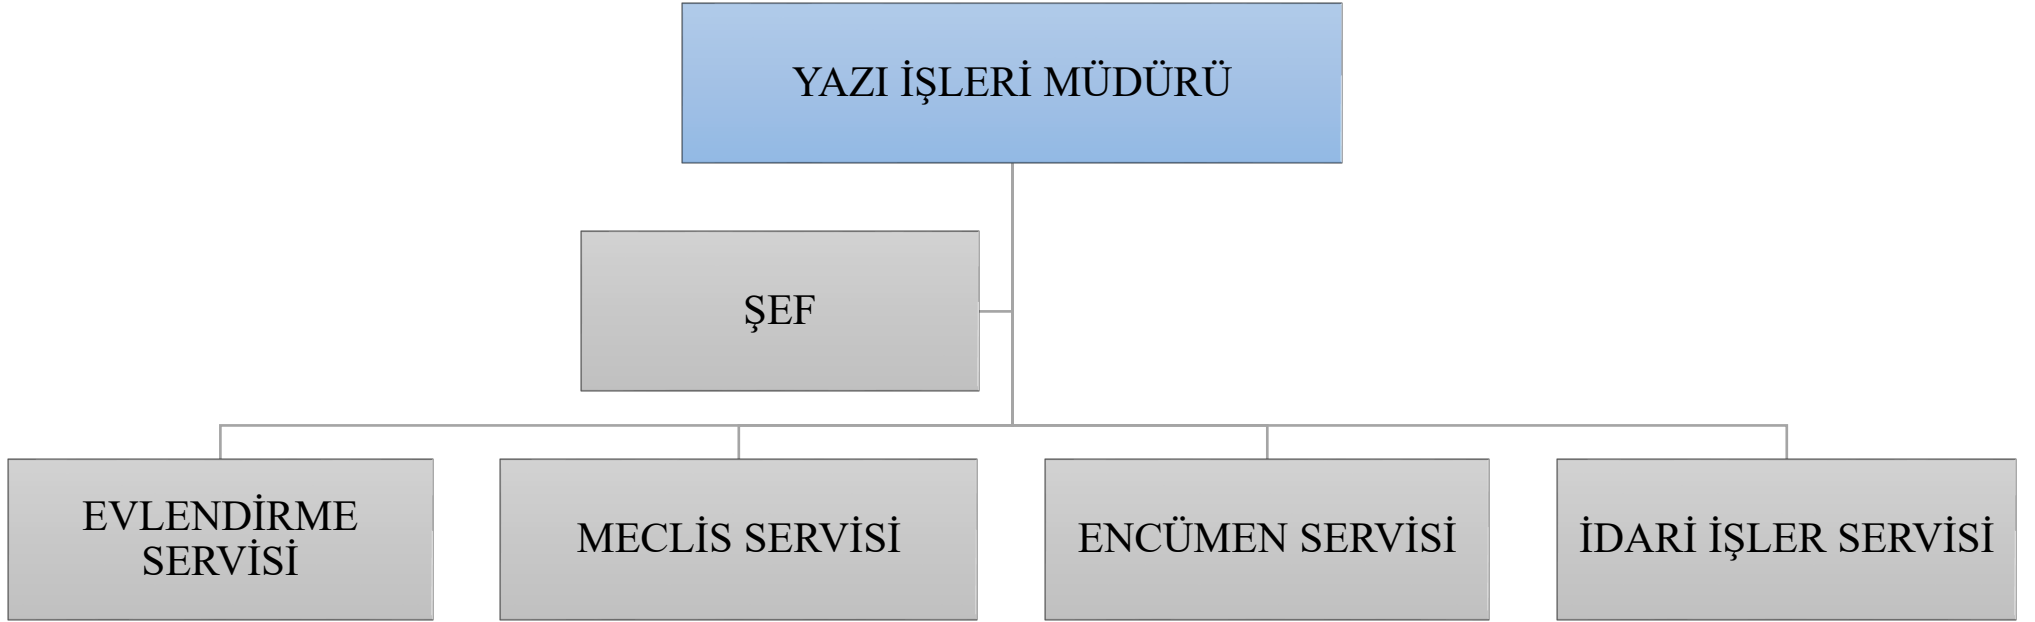 YAZI İŞLERİ MÜDÜRÜ
ŞEF
EVLENDİRME
SERVİSİ
MECLİS SERVİSİ
ENCÜMEN SERVİSİ
İDARİ İŞLER SERVİSİ